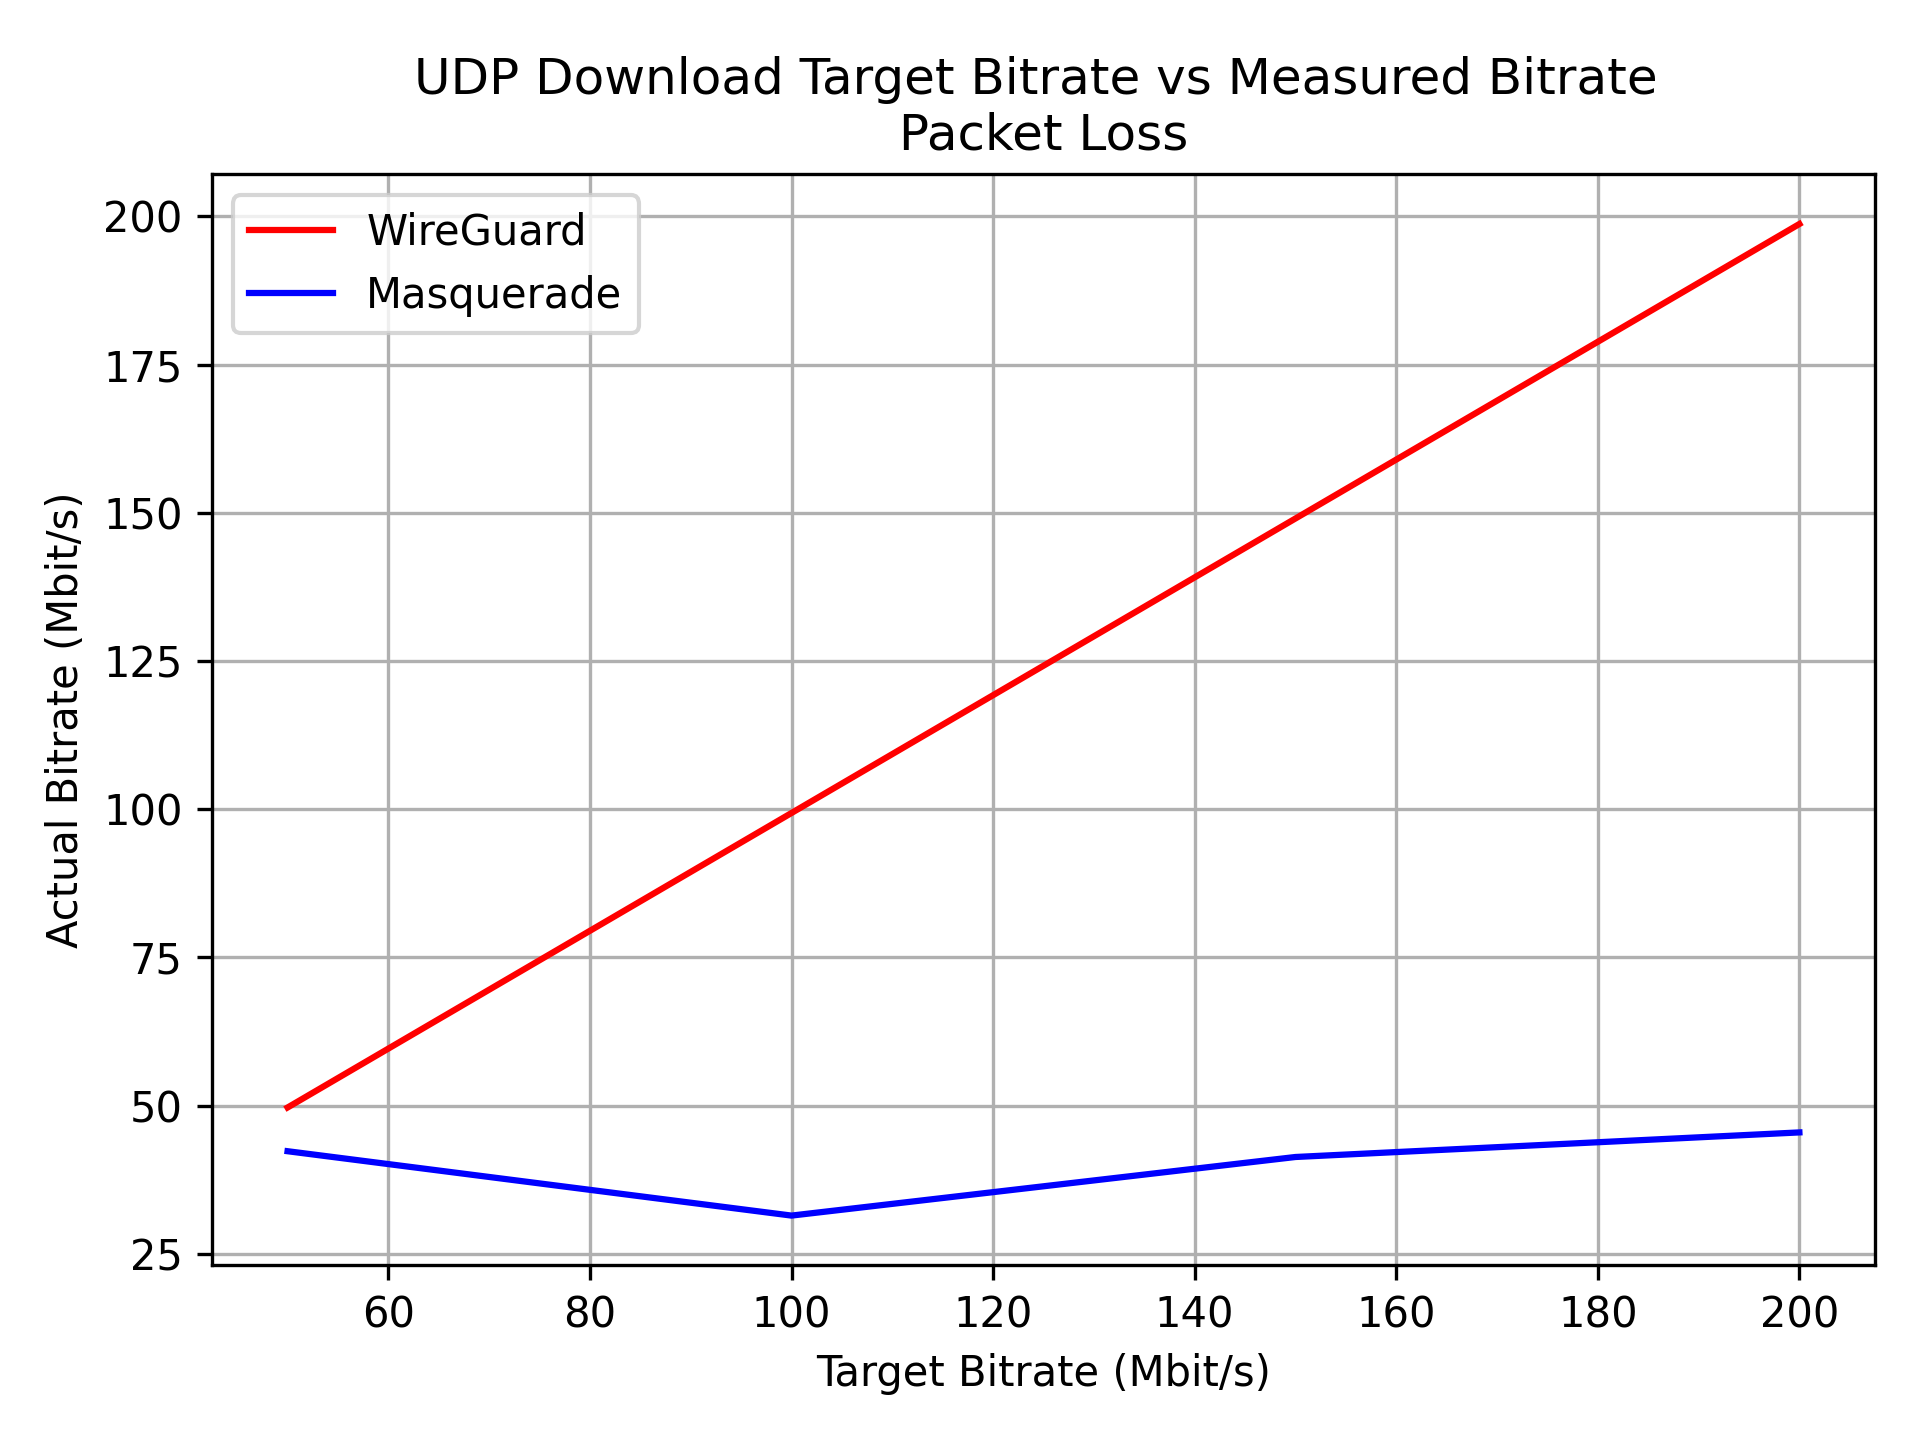 UDP Download Target Bitrate vs Measured Bitrate
Packet Loss
WireGuard
Masquerade
Actual Bitrate (Mbit/s)
200
175
150
125
100
75
50
25
60 80 100 120 140 160 180 200
Target Bitrate (Mbit/s)